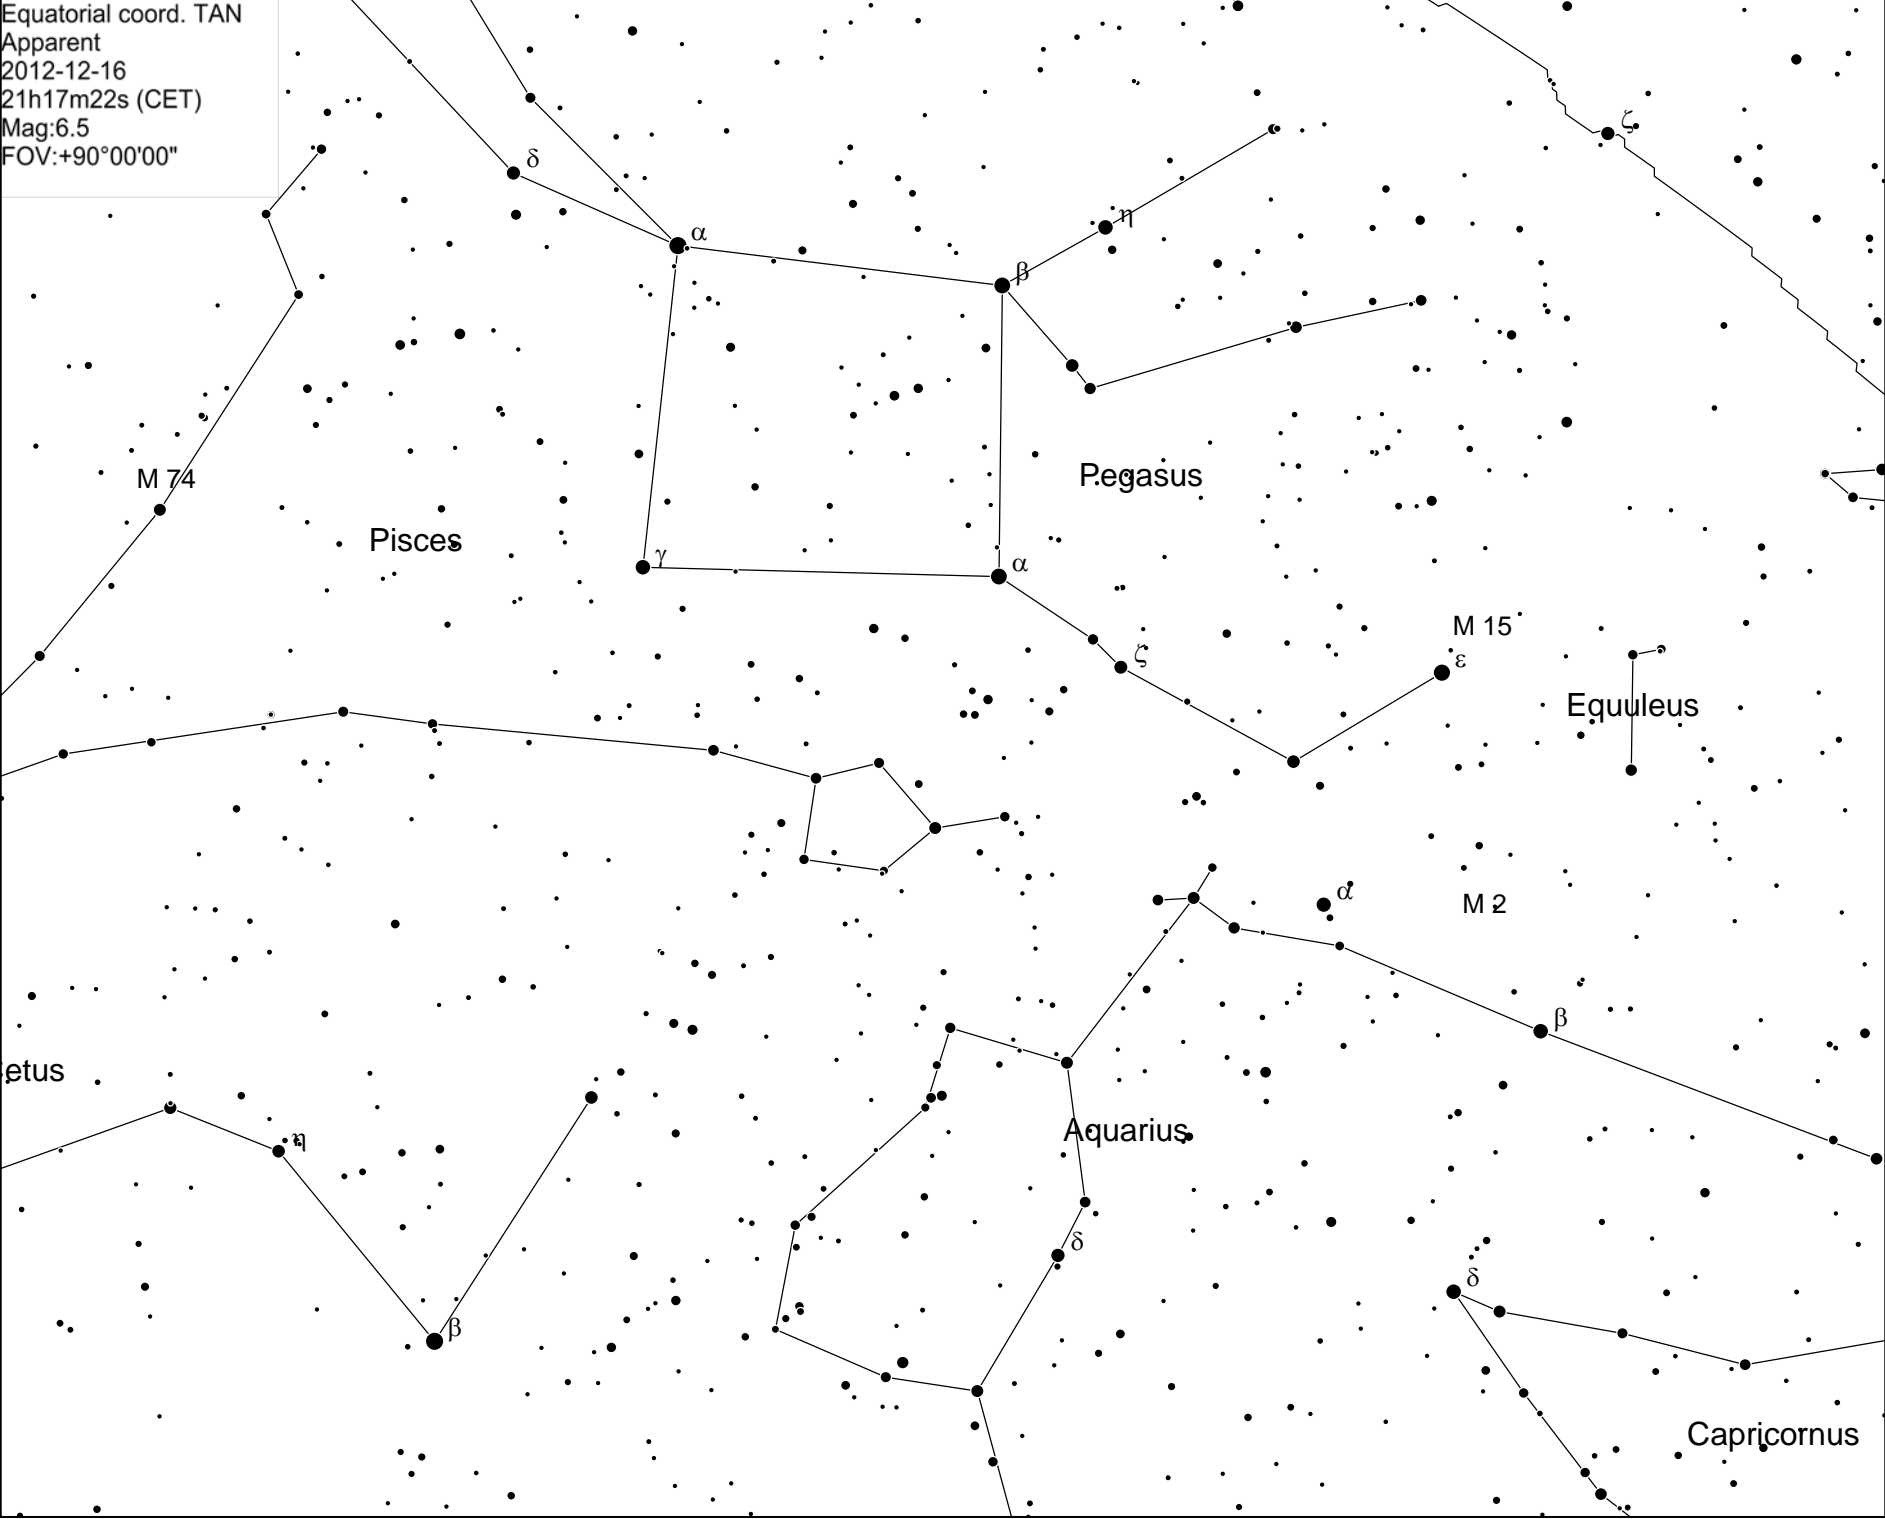 Equatorial coord. TAN
Apparent
2012-12-16
21h17m22s (CET)
Mag:6.5
FOV:+90°00'00"
ζ
δ
α
η
β
M 74
Pegasus
Pisces
γ
α
M 15
ζ
ε
Equuleus
α
M 2
β
etus
Aquarius
η
δ
δ
β
Capricornus